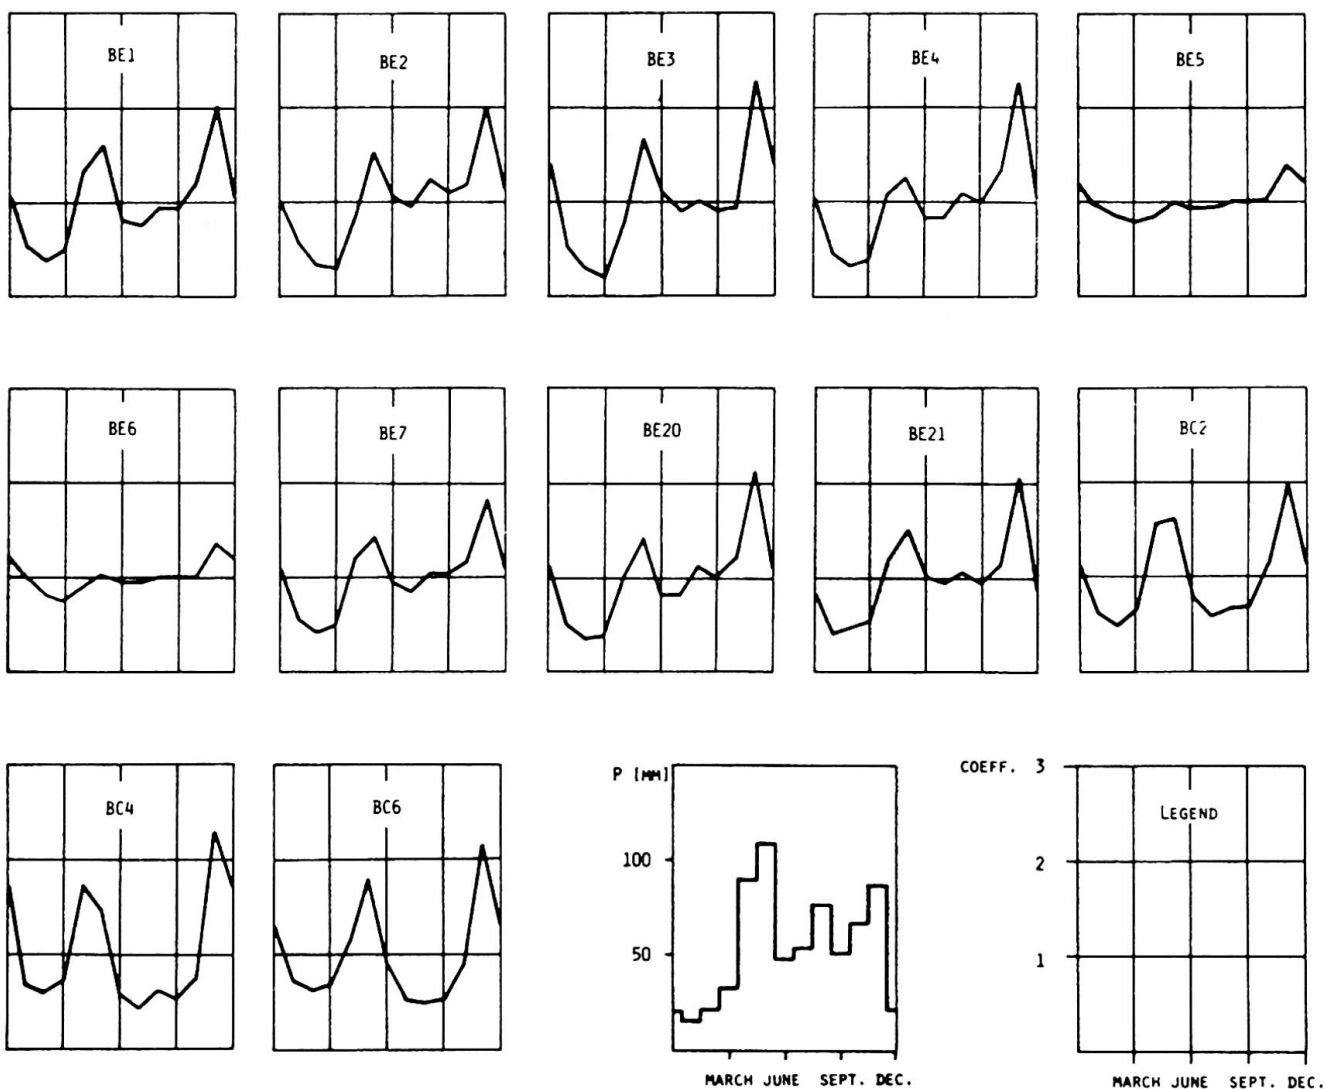 BE1
BE2
BE3
BE4
BE5
BE6
BE7
BE20
BE21
BC2
BC4
BC6
P [MM]
100
50
MARCH JUNE SEPT. DEC.
COEFF. 3
LEGEND
2
1
MARCH JUNE SEPT. DEC.